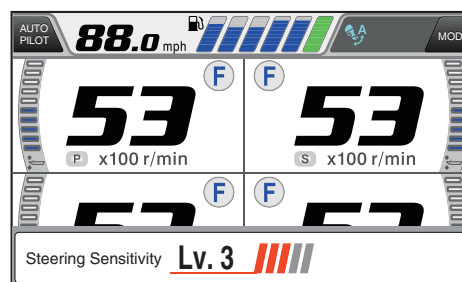 AUTO
PILOT
88.0 mph
A
MOD
F
F
53
53
P x100 r/min
S x100 r/min
F
F
Steering Sensitivity Lv. 3